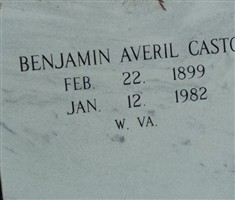 BENJAMIN AVERIL CASTO
FEB. 22. 1899
JAN. 12. 1982
W. VA.